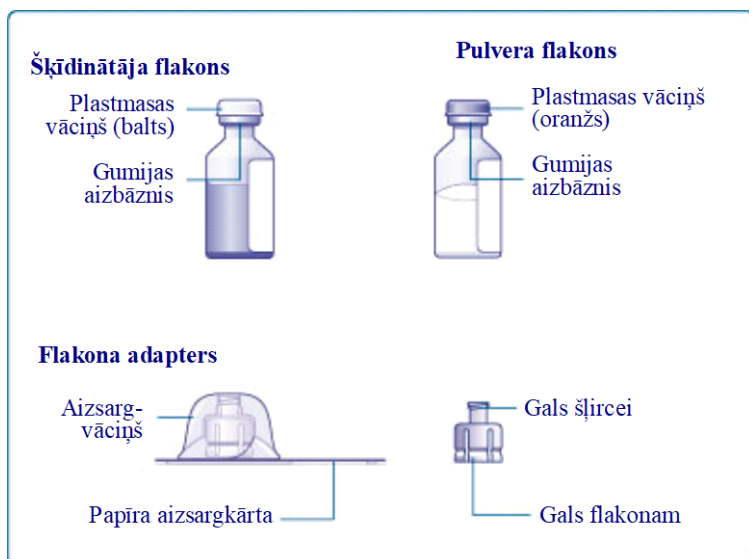 Šķīdinātāja flakons
Plastmasas
vāciņš (balts)
Gumijas
aizbāznis
Pulvera flakons
Plastmasas vāciņš
(oranžs)
Gumijas
aizbāznis
Flakona adapters
Aizsarg-
vāciņš
Papīra aizsargkārta
Gals šļircei
Gals flakonam